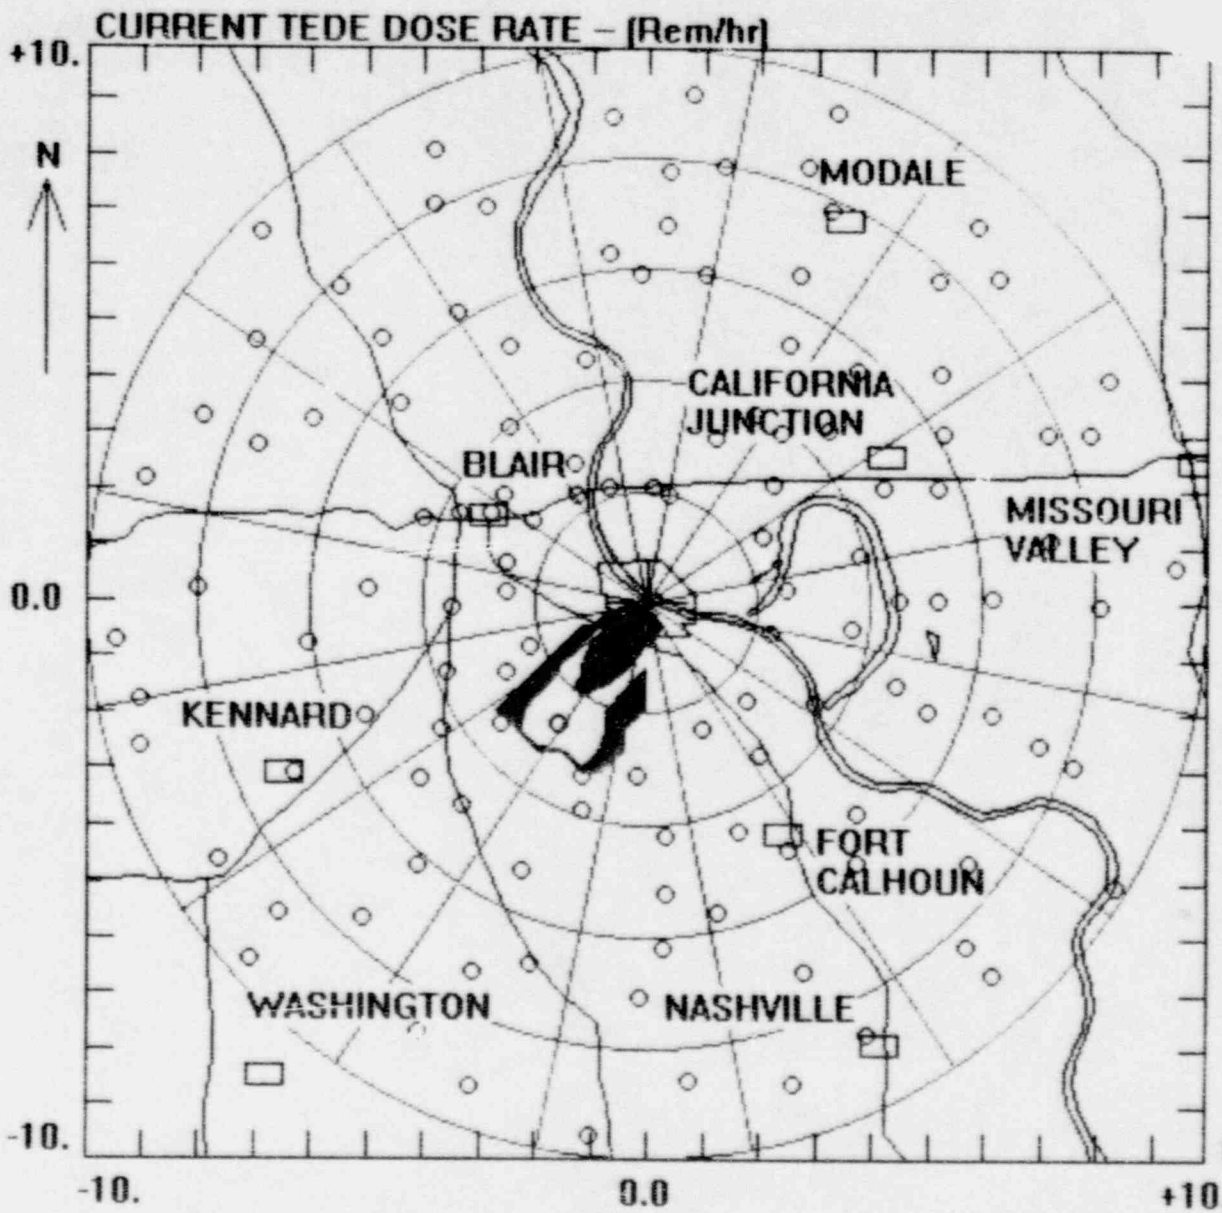 CURRENT TEDE DOSE RATE – [Rem/hr]
+10.
N
MODALE
CALIFORNIA
JUNCTION
BLAIR
MISSOURI
VALLEY
0.0
KENNARD
FORT
CALHOUN
WASHINGTON
NASHVILLE
-10.
-10.
0.0
+10